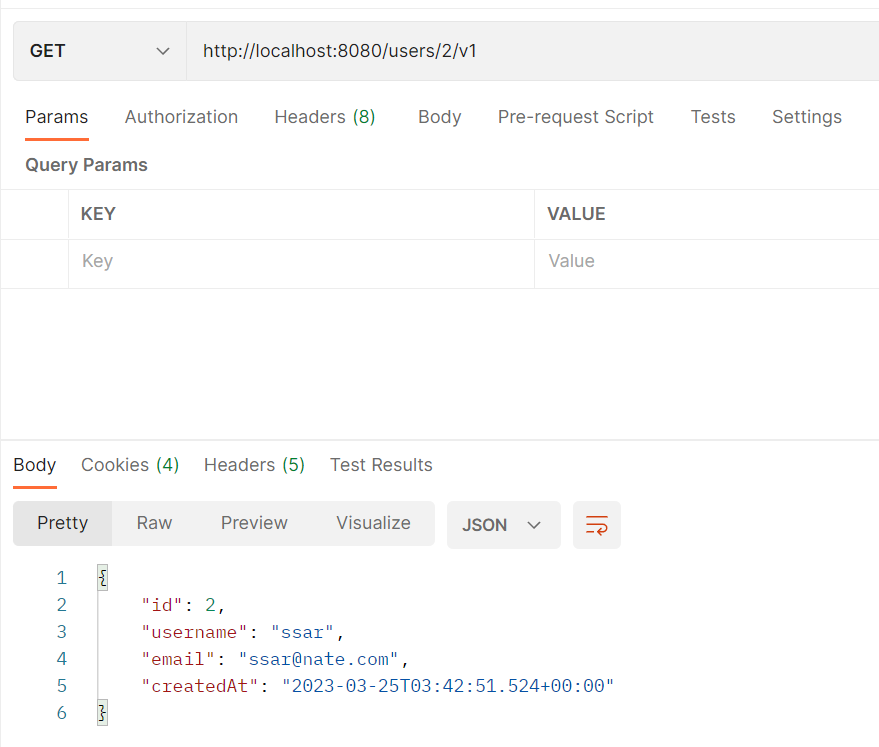 GET http://localhost:8080/users/2/v1
Params Authorization Headers (8) Body Pre-request Script Tests Settings
Query Params
KEY VALUE
Key Value
Body Cookies (4) Headers (5) Test Results
Pretty Raw Preview Visualize JSON
1 {
2 "id": 2,
3 "username": "ssar",
4 "email": "ssar@nate.com",
5 "createdAt": "2023-03-25T03:42:51.524+00:00"
6 }